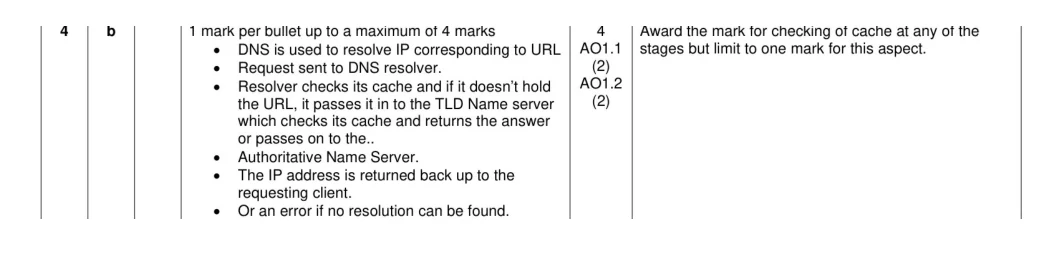 4 b 1 mark per bullet up to a maximum of 4 marks 4 Award the mark for checking of cache at any of the
• DNS is used to resolve IP corresponding to URL AO1.1 stages but limit to one mark for this aspect.
• Request sent to DNS resolver. (2)
• Resolver checks its cache and if it doesn't hold AO1.2
the URL, it passes it in to the TLD Name server (2)
which checks its cache and returns the answer
or passes on to the..
• Authoritative Name Server.
• The IP address is returned back up to the
requesting client.
• Or an error if no resolution can be found.